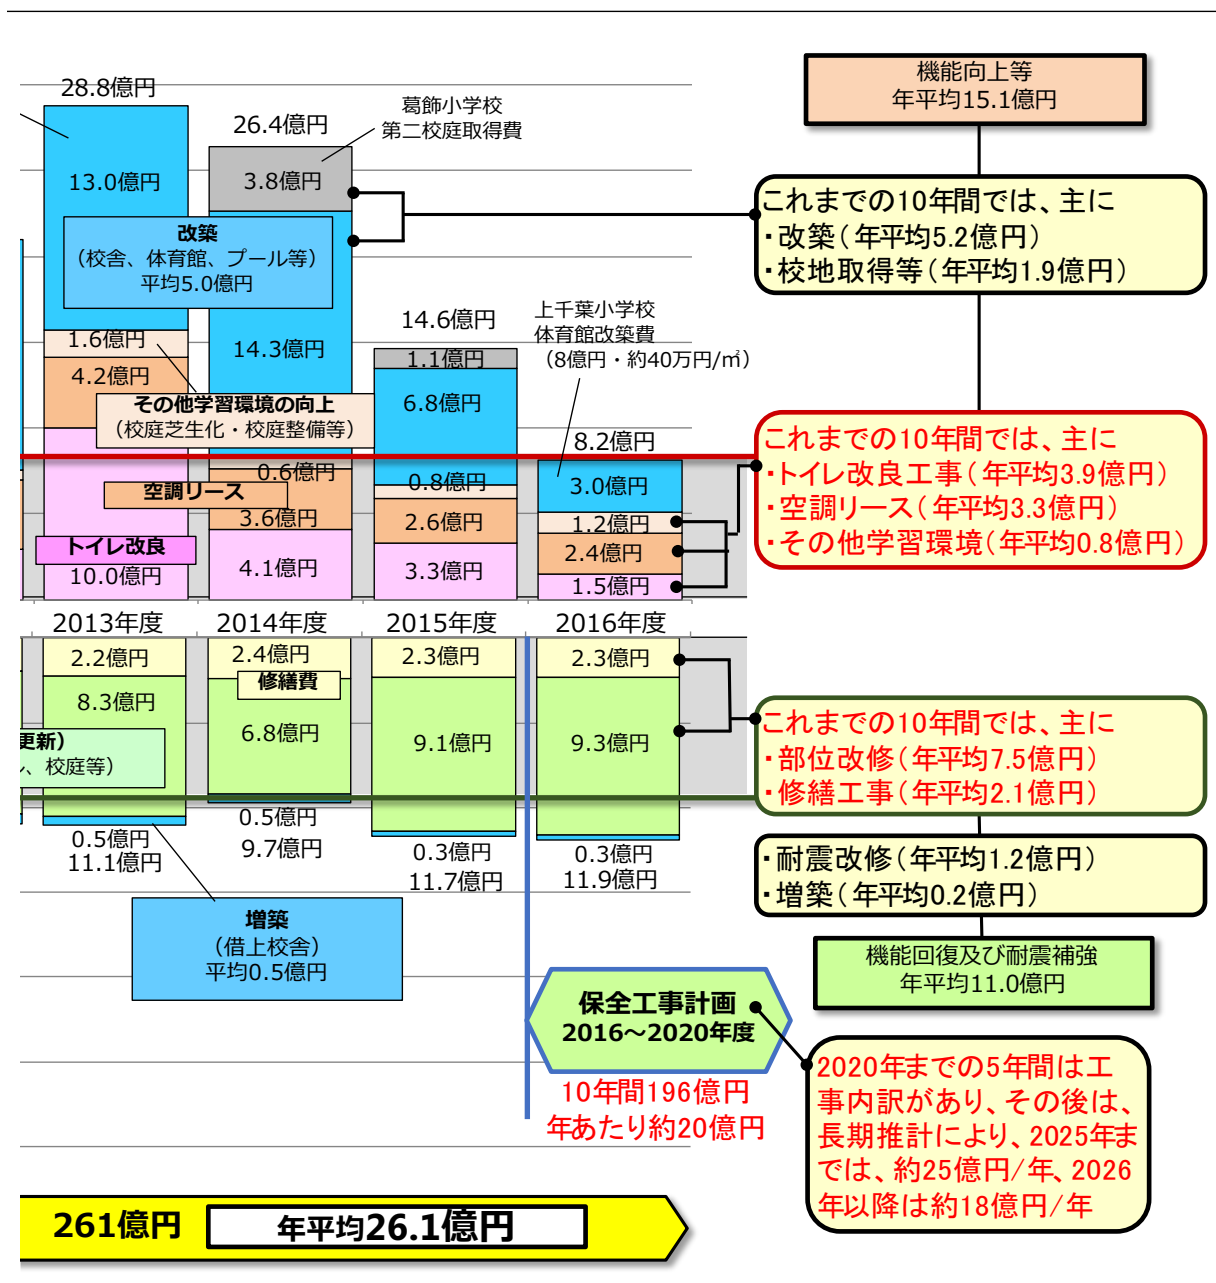 28.8億円
26.4億円
葛飾小学校
第二校庭取得費
機能向上等
年平均15.1億円
13.0億円
3.8億円
改築
（校舎、体育館、プール等）
平均5.0億円
これまでの10年間では、主に
・改築（年平均5.2億円）
・校地取得等（年平均1.9億円）
14.6億円
上千葉小学校
体育館改築費
（8億円・約40万円/㎡）
1.6億円
14.3億円
1.1億円
4.2億円
6.8億円
その他学習環境の向上
（校庭芝生化・校庭整備等）
8.2億円
これまでの10年間では、主に
・トイレ改良工事（年平均3.9億円）
・空調リース（年平均3.3億円）
・その他学習環境（年平均0.8億円）
0.6億円
0.8億円
3.0億円
空調リース
3.6億円
2.6億円
1.2億円
2.4億円
トイレ改良
10.0億円
4.1億円
3.3億円
1.5億円
2013年度
2014年度
2015年度
2016年度
2.2億円
2.4億円
2.3億円
2.3億円
修繕費
8.3億円
6.8億円
9.1億円
9.3億円
更新）
、校庭等）
これまでの10年間では、主に
・部位改修（年平均7.5億円）
・修繕工事（年平均2.1億円）
0.5億円
11.1億円
0.5億円
9.7億円
0.3億円
11.7億円
0.3億円
11.9億円
・耐震改修（年平均1.2億円）
・増築（年平均0.2億円）
増築
（借上校舎）
平均0.5億円
機能回復及び耐震補強
年平均11.0億円
保全工事計画
2016～2020年度
10年間196億円
年あたり約20億円
2020年までの5年間は工
事内訳があり、その後は、
長期推計により、2025年ま
では、約25億円/年、2026
年以降は約18億円/年
261億円
年平均26.1億円